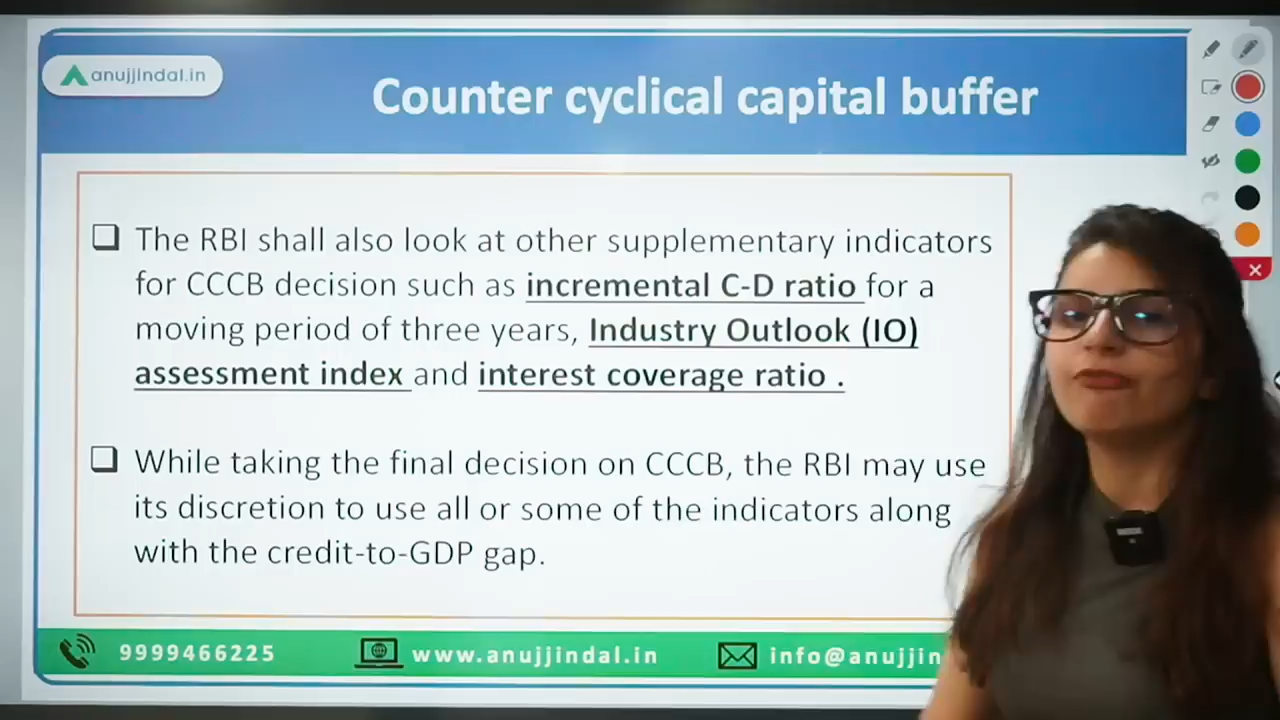 anujjindal.in
Counter cyclical capital buffer
The RBI shall also look at other supplementary indicators
for CCCB decision such as incremental C-D ratio for a
moving period of three years, Industry Outlook (IO)
assessment index and interest coverage ratio .
While taking the final decision on CCCB, the RBI may use
its discretion to use all or some of the indicators along
with the credit-to-GDP gap.
9999466225
www.anujjindal.in
info@anujjin